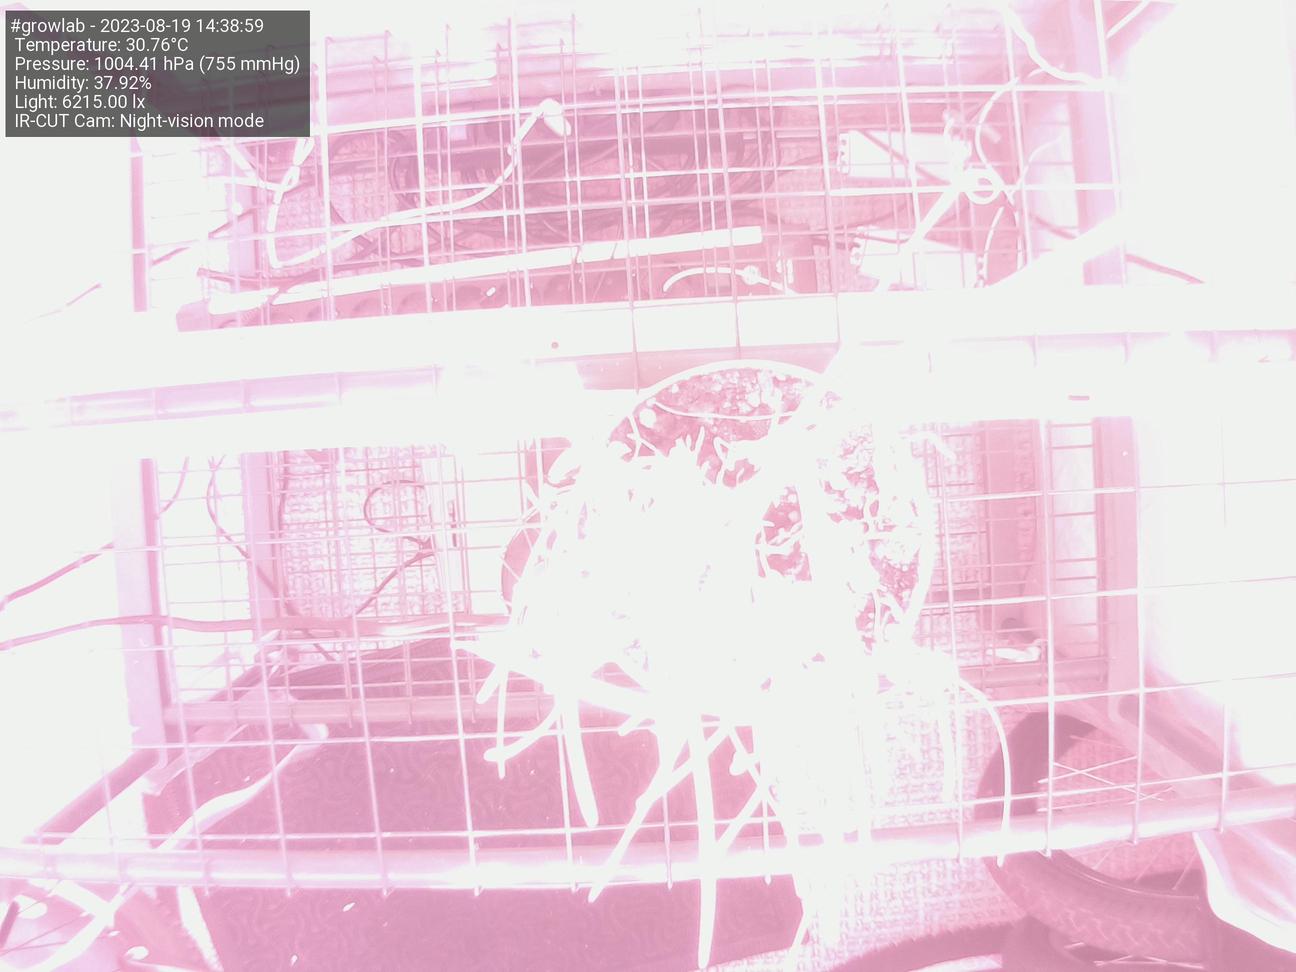 #growlab - 2023-08-19 14:38:59
Temperature: 30.76°C
Pressure: 1004.41 hPa (755 mmHg)
Humidity: 37.92%
Light: 6215.00 lx
IR-CUT Cam: Night-vision mode